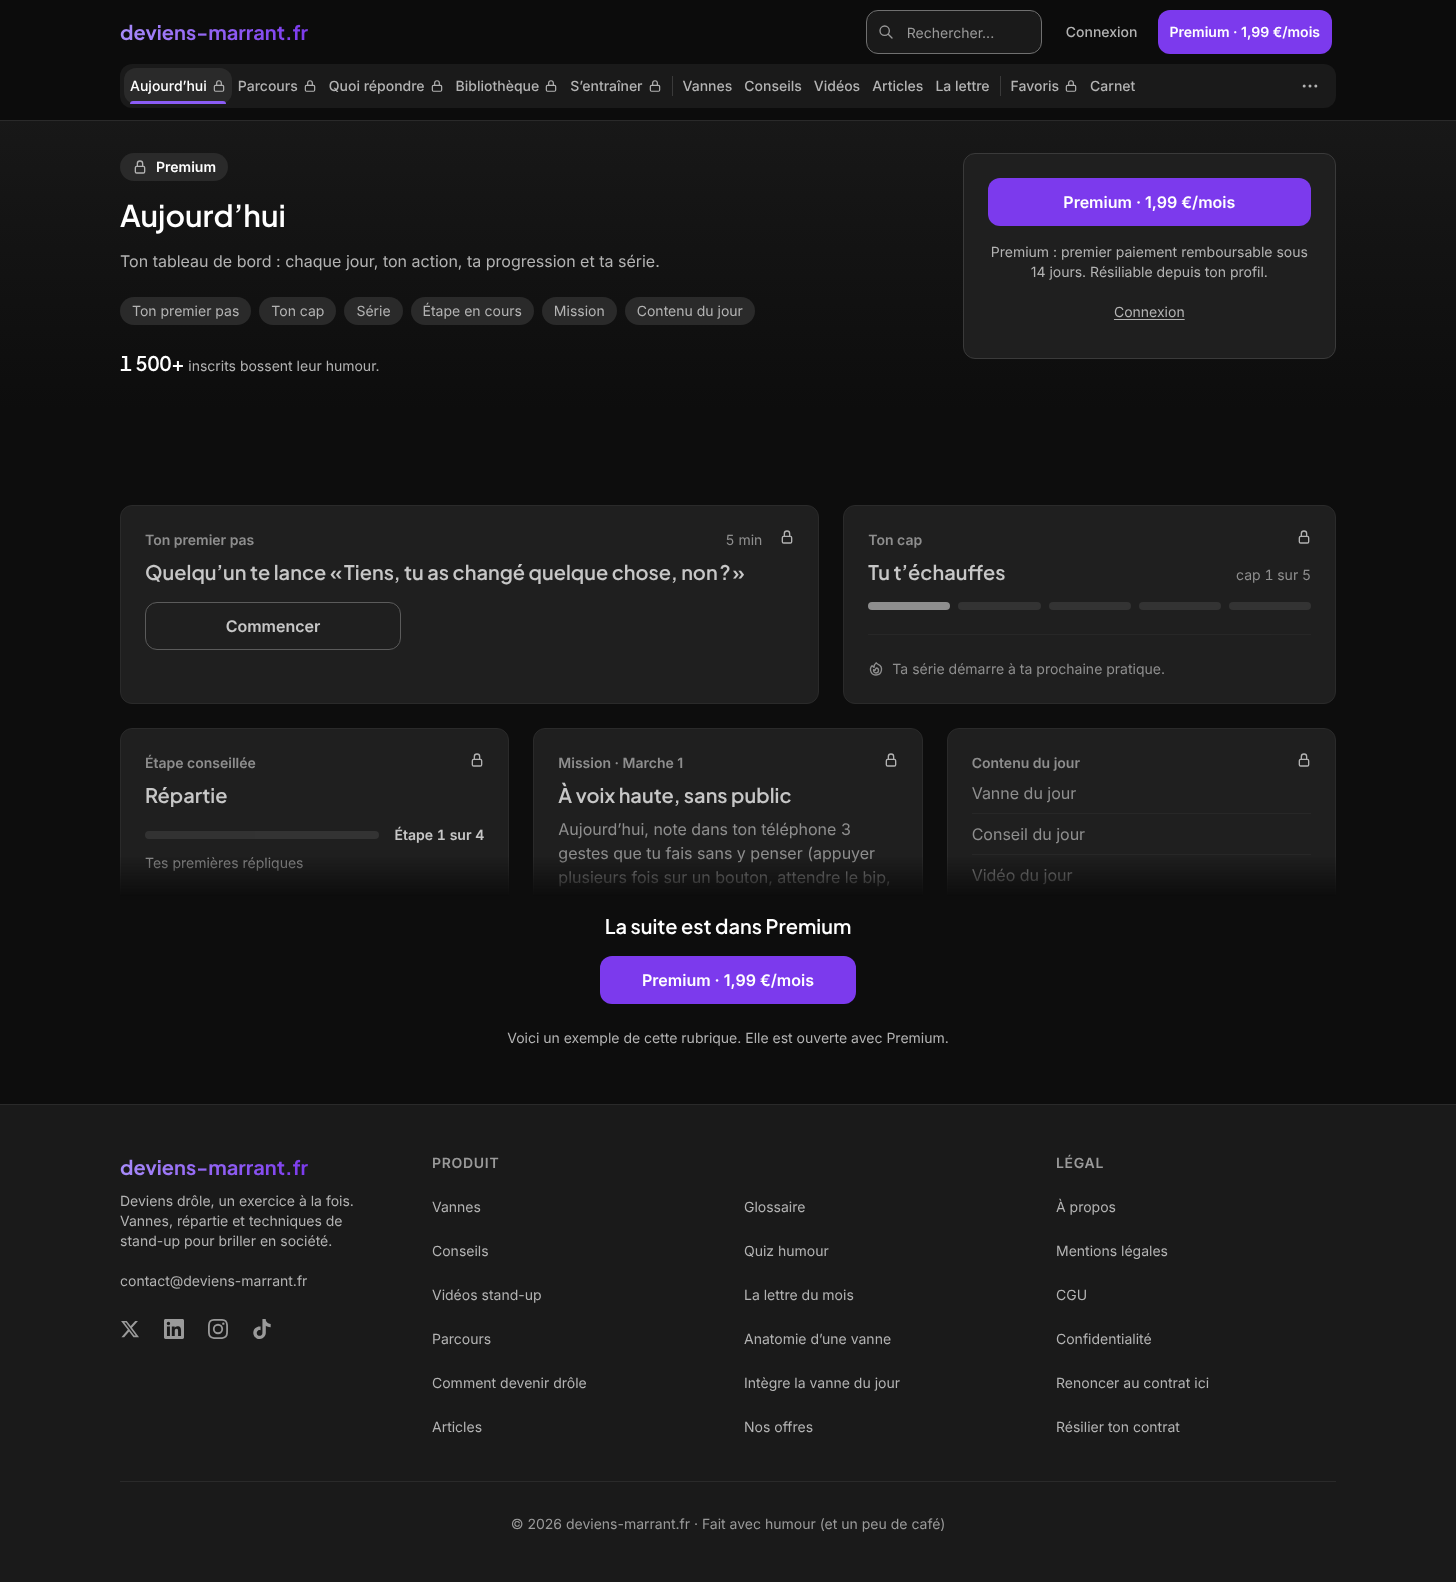 deviens-marrant.fr
Rechercher...
Connexion
Premium · 1,99 €/mois
Aujourd’hui
Parcours
Quoi répondre
Bibliothèque
S’entraîner
Vannes
Conseils
Vidéos
Articles
La lettre
Favoris
Carnet
Premium
Aujourd’hui
Ton tableau de bord : chaque jour, ton action, ta progression et ta série.
Ton premier pas
Ton cap
Série
Étape en cours
Mission
Contenu du jour
1 500+ inscrits bossent leur humour.
Premium · 1,99 €/mois
Premium : premier paiement remboursable sous
14 jours. Résiliable depuis ton profil.
Connexion
Ton premier pas
5 min
Quelqu’un te lance « Tiens, tu as changé quelque chose, non ? »
Commencer
Ton cap
Tu t’échauffes
cap 1 sur 5
Ta série démarre à ta prochaine pratique.
Étape conseillée
Répartie
Étape 1 sur 4
Tes premières répliques
Mission · Marche 1
À voix haute, sans public
Aujourd’hui, note dans ton téléphone 3
gestes que tu fais sans y penser (appuyer
plusieurs fois sur un bouton, attendre le bip,
Contenu du jour
Vanne du jour
Conseil du jour
Vidéo du jour
La suite est dans Premium
Premium · 1,99 €/mois
Voici un exemple de cette rubrique. Elle est ouverte avec Premium.
deviens-marrant.fr
Deviens drôle, un exercice à la fois.
Vannes, répartie et techniques de
stand-up pour briller en société.
contact@deviens-marrant.fr
PRODUIT
Vannes
Conseils
Vidéos stand-up
Parcours
Comment devenir drôle
Articles
Glossaire
Quiz humour
La lettre du mois
Anatomie d’une vanne
Intègre la vanne du jour
Nos offres
LÉGAL
À propos
Mentions légales
CGU
Confidentialité
Renoncer au contrat ici
Résilier ton contrat
© 2026 deviens-marrant.fr · Fait avec humour (et un peu de café)